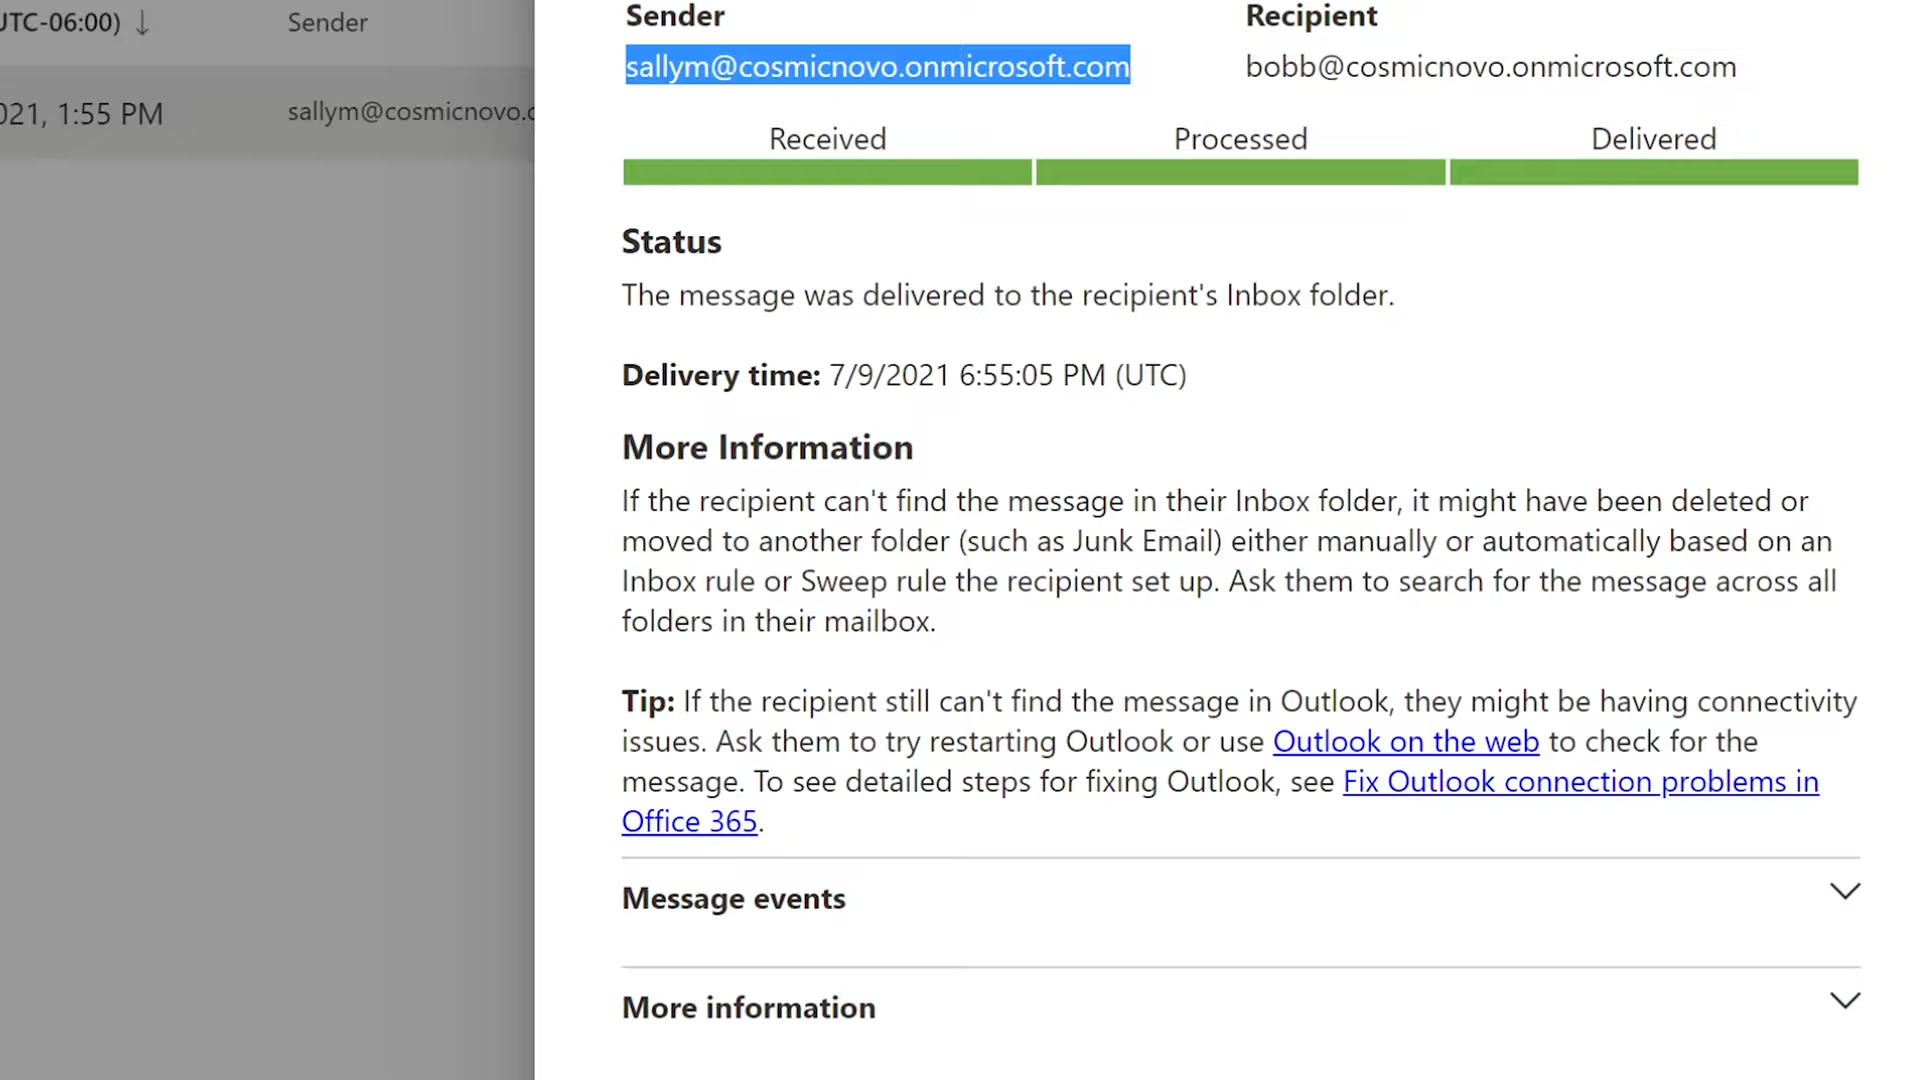 UTC-06:00) ↓
Sender
021, 1:55 PM
sallym@cosmicnovo.
Sender
Recipient
sallym@cosmicnovo.onmicrosoft.com
bobb@cosmicnovo.onmicrosoft.com
Received
Processed
Delivered
Status
The message was delivered to the recipient's Inbox folder.
Delivery time: 7/9/2021 6:55:05 PM (UTC)
More Information
If the recipient can't find the message in their Inbox folder, it might have been deleted or
moved to another folder (such as Junk Email) either manually or automatically based on an
Inbox rule or Sweep rule the recipient set up. Ask them to search for the message across all
folders in their mailbox.
Tip: If the recipient still can't find the message in Outlook, they might be having connectivity
issues. Ask them to try restarting Outlook or use Outlook on the web to check for the
message. To see detailed steps for fixing Outlook, see Fix Outlook connection problems in
Office 365.
Message events
More information